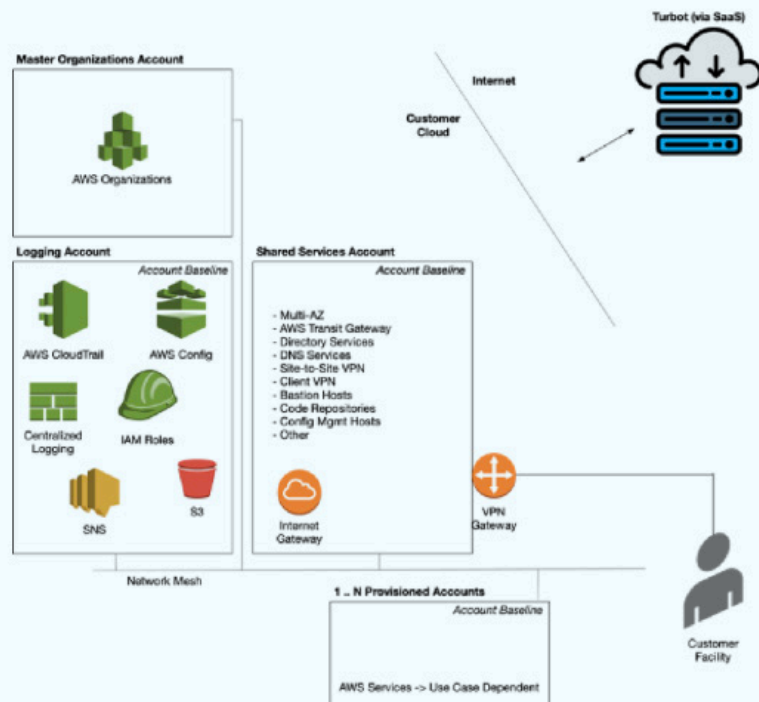 Turbot (via SaaS)
Master Organizations Account
Internet
Customer
Cloud
AWS Organizations
Logging Account
Account Baseline
AWS CloudTrail
AWS Config
Centralized
Logging
IAM Roles
SNS
S3
Shared Services Account
Account Baseline
- Multi-AZ
- AWS Transit Gateway
- Directory Services
- DNS Services
- Site-to-Site VPN
- Client VPN
- Bastion Hosts
- Code Repositories
- Config Mgmt Hosts
- Other
Internet
Gateway
VPN
Gateway
Network Mesh
1 .. N Provisioned Accounts
Account Baseline
AWS Services -> Use Case Dependent
Customer
Facility